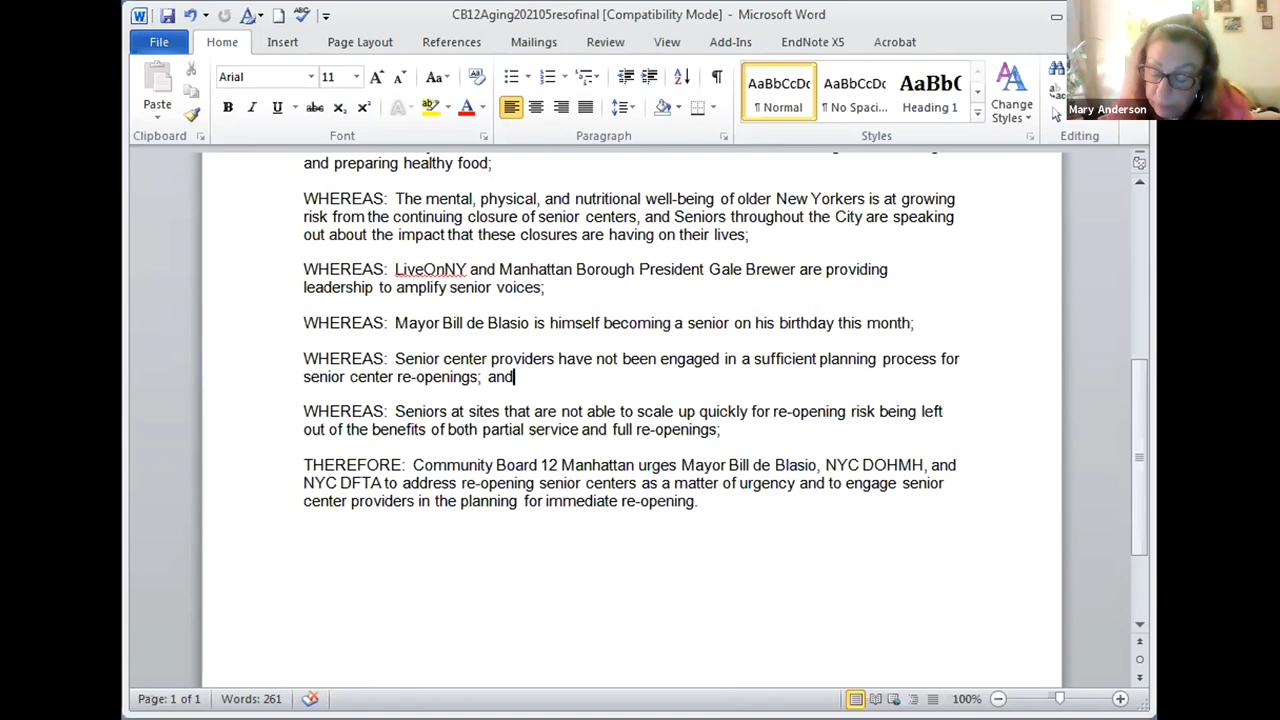 CB12Aging202105resofinal [Compatibility Mode] - Microsoft Word
File Home Insert Page Layout References Mailings Review View Add-Ins EndNote X5 Acrobat
Paste
Arial 11
AaBbCcDc AaBbCcDc AaBbC
¶ Normal ¶ No Spaci... Heading 1
Change Styles
Clipboard Font Paragraph Styles Editing
Mary Anderson
and preparing healthy food;
WHEREAS: The mental, physical, and nutritional well-being of older New Yorkers is at growing
risk from the continuing closure of senior centers, and Seniors throughout the City are speaking
out about the impact that these closures are having on their lives;
WHEREAS: LiveOnNY and Manhattan Borough President Gale Brewer are providing
leadership to amplify senior voices;
WHEREAS: Mayor Bill de Blasio is himself becoming a senior on his birthday this month;
WHEREAS: Senior center providers have not been engaged in a sufficient planning process for
senior center re-openings; and
WHEREAS: Seniors at sites that are not able to scale up quickly for re-opening risk being left
out of the benefits of both partial service and full re-openings;
THEREFORE: Community Board 12 Manhattan urges Mayor Bill de Blasio, NYC DOHMH, and
NYC DFTA to address re-opening senior centers as a matter of urgency and to engage senior
center providers in the planning for immediate re-opening.
Page: 1 of 1 Words: 261 100%